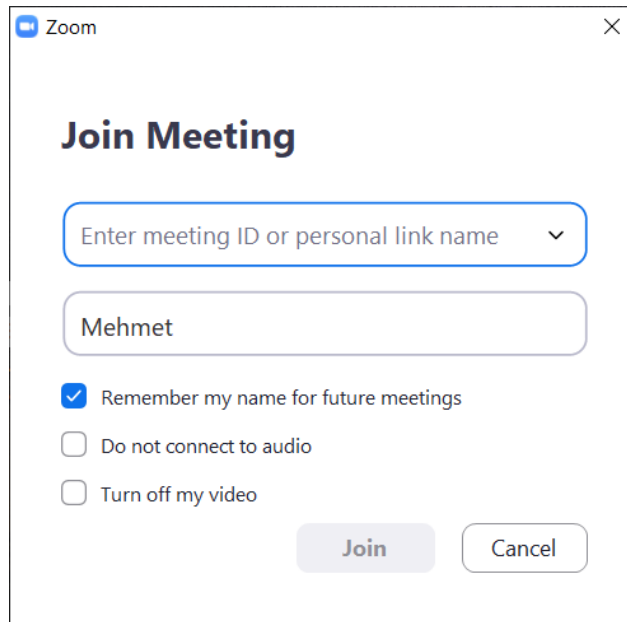 Zoom
Join Meeting
Enter meeting ID or personal link name
Mehmet
Remember my name for future meetings
Do not connect to audio
Turn off my video
Join Cancel